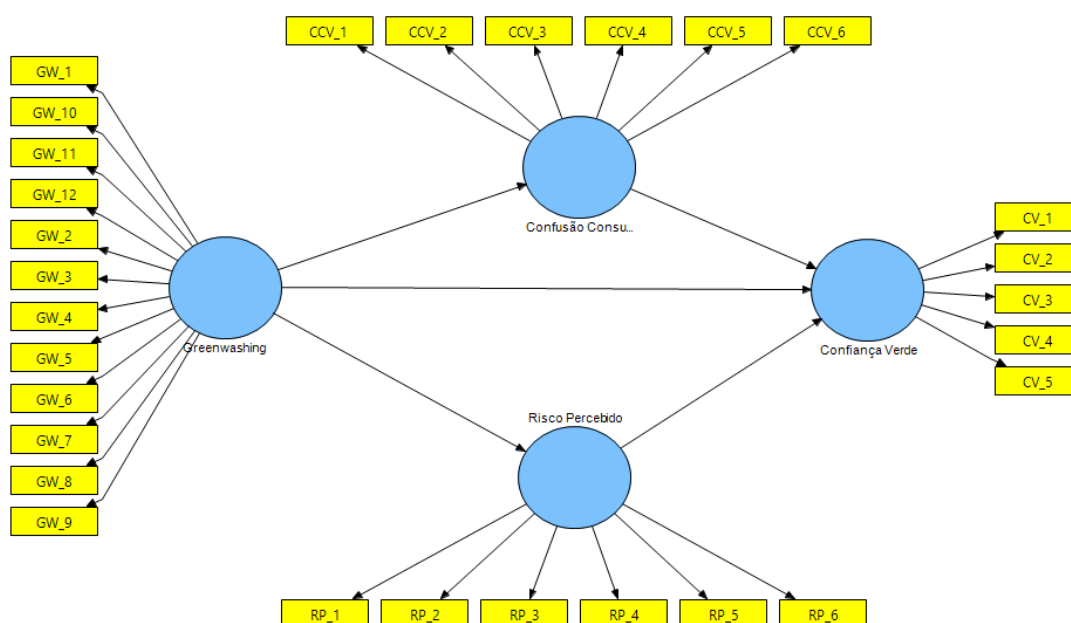 CCV_1
CCV_2
CCV_3
CCV_4
CCV_5
CCV_6
GW_1
GW_10
GW_11
GW_12
GW_2
GW_3
GW_4
GW_5
GW_6
GW_7
GW_8
GW_9
Greenwashing
Confusão Consu...
Risco Percebido
Confiança Verde
CV_1
CV_2
CV_3
CV_4
CV_5
RP_1
RP_2
RP_3
RP_4
RP_5
RP_6